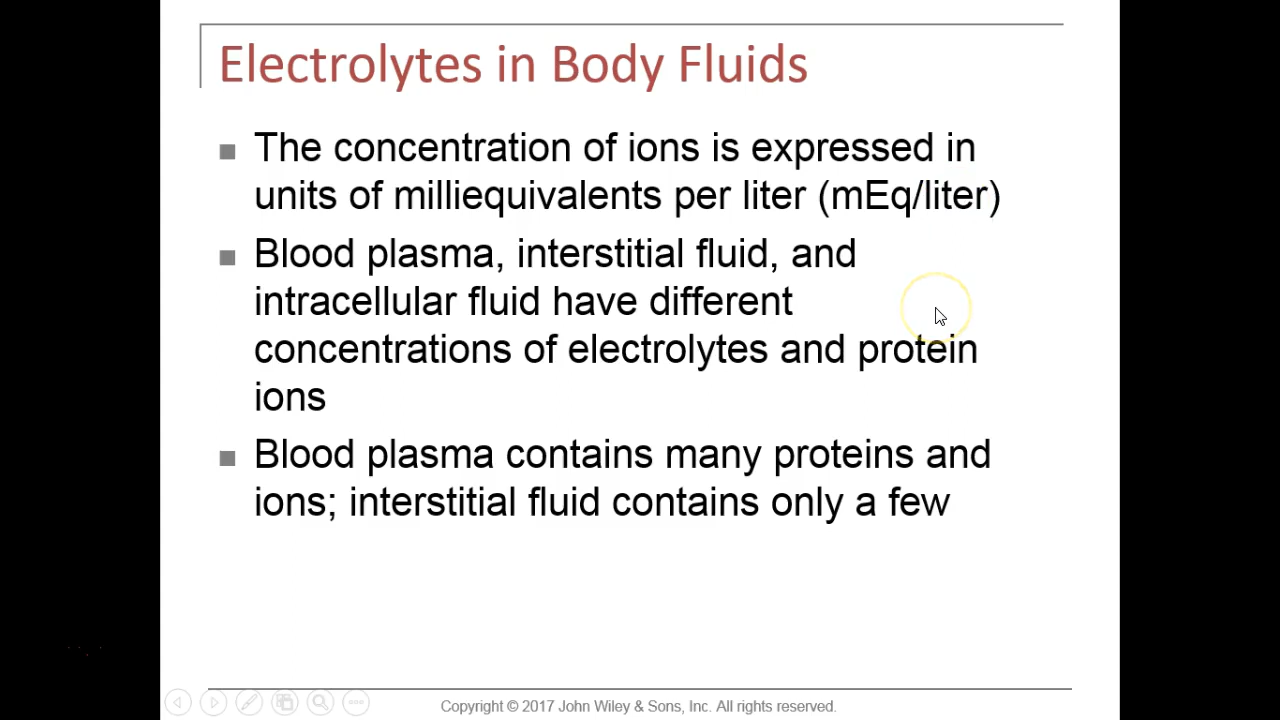 Electrolytes in Body Fluids
The concentration of ions is expressed in
units of milliequivalents per liter (mEq/liter)
Blood plasma, interstitial fluid, and
intracellular fluid have different
concentrations of electrolytes and protein
ions
Blood plasma contains many proteins and
ions; interstitial fluid contains only a few
Copyright © 2017 John Wiley & Sons, Inc. All rights reserved.